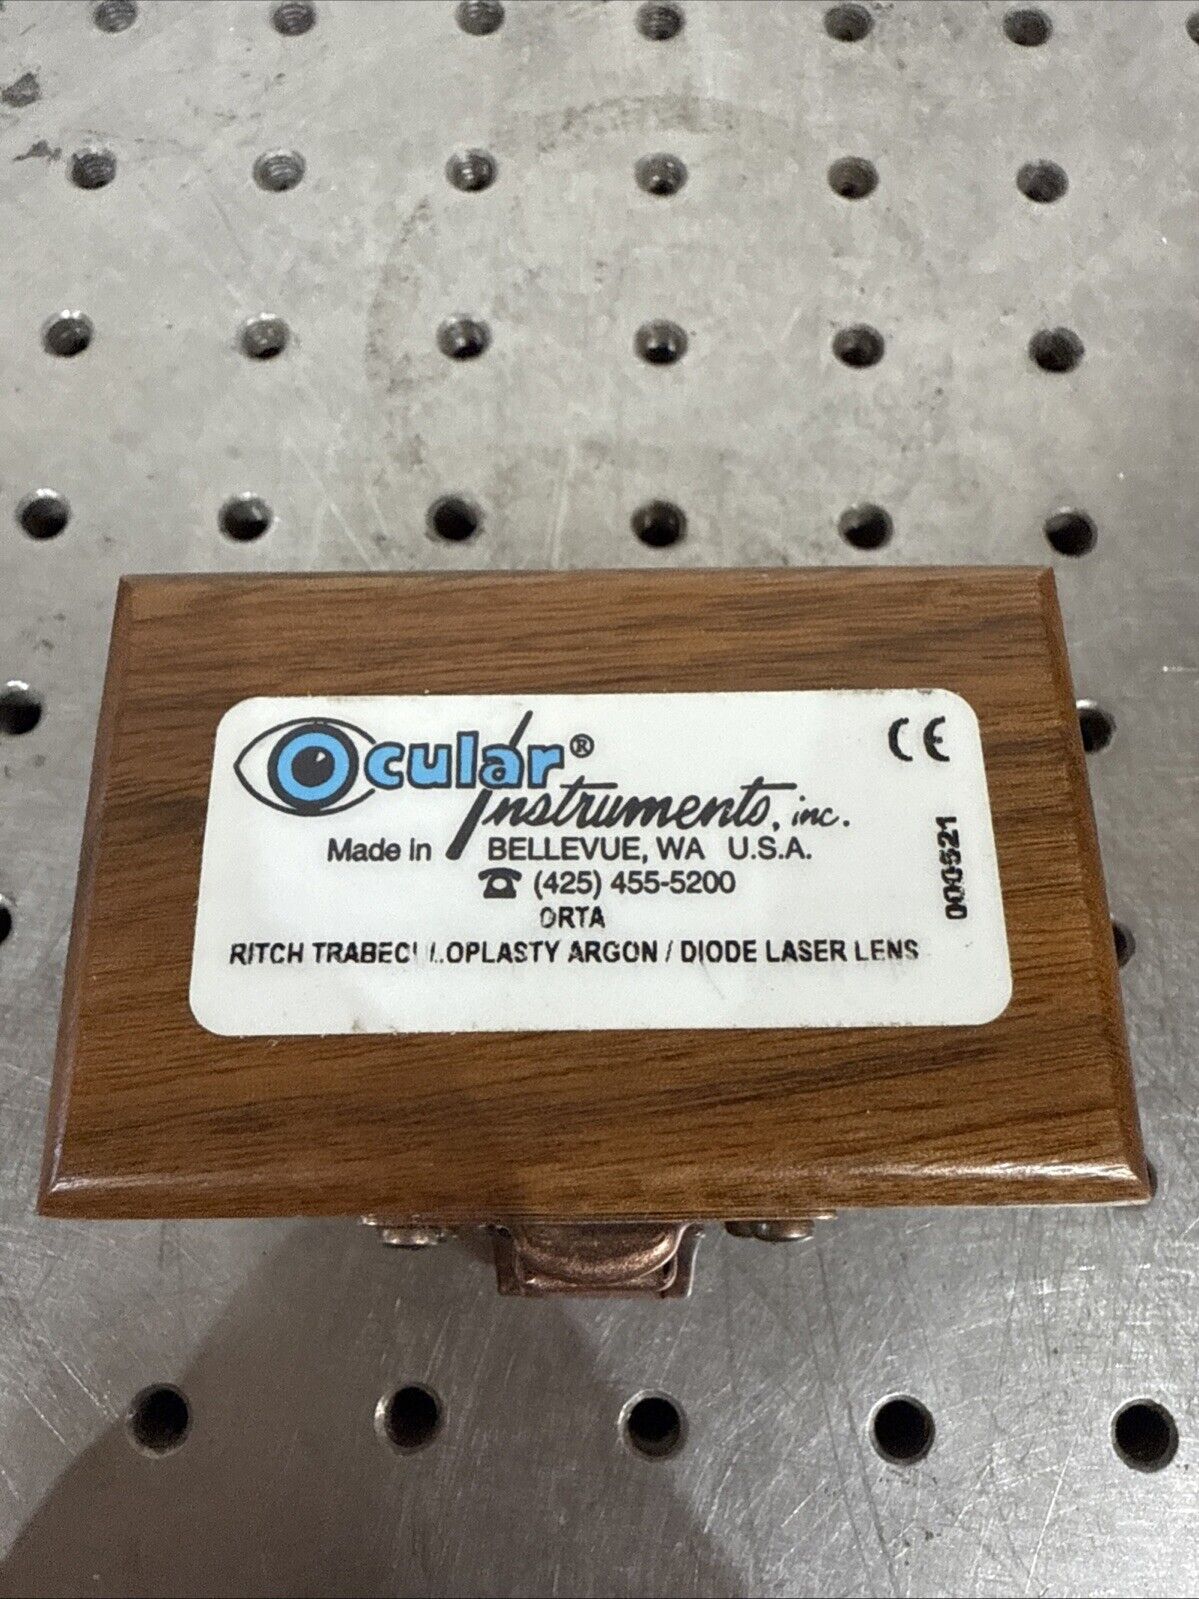 Ocular®
Instruments, inc.
Made in BELLEVUE, WA U.S.A.
(425) 455-5200
ORTA
RITCH TRABECULOPLASTY ARGON / DIODE LASER LENS
CE
000521